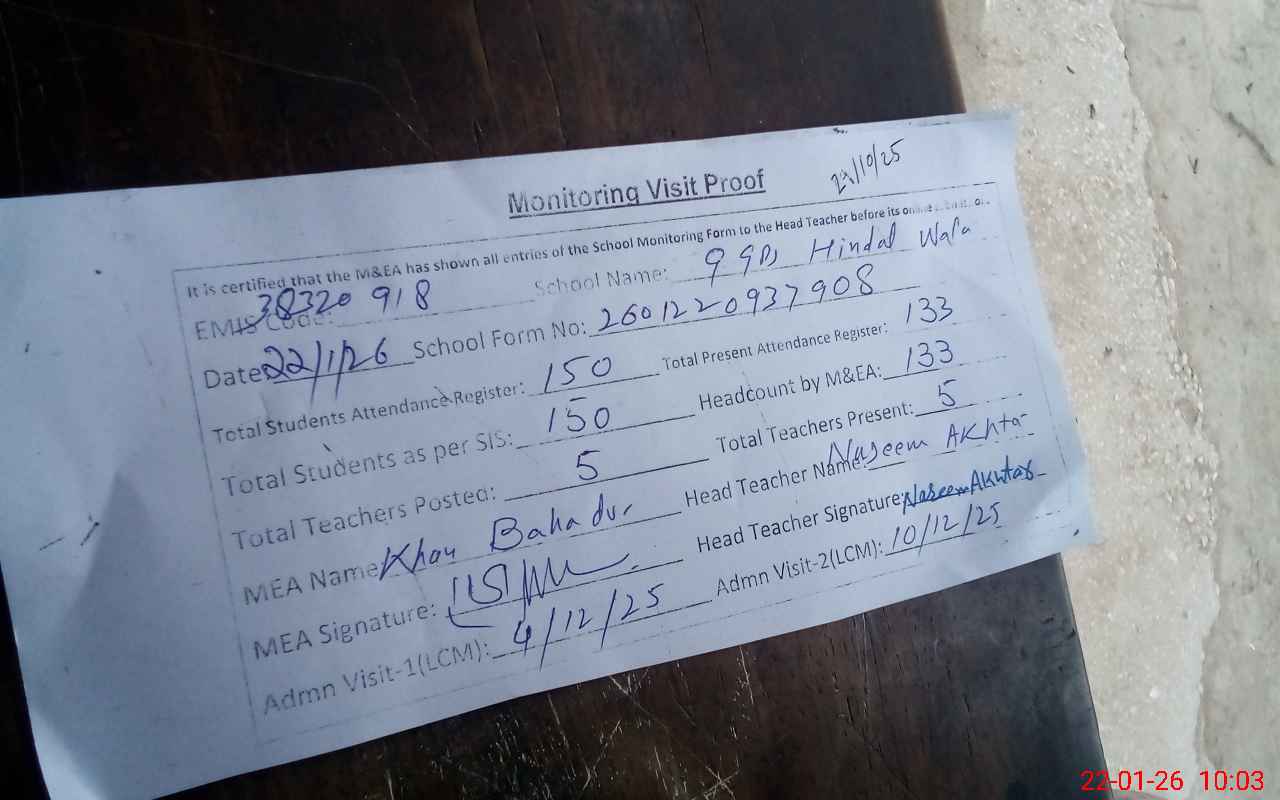 Monitoring Visit Proof
/10/25
It is certified that the M&EA has shown all entries of the School Monitoring Form to the Head Teacher before its
EMIS Code: 38320 918 School Name: Hindal Wala
Date: 22/1/26 School Form No: 2601220937908
Total Students Attendance Register: 150 Total Present Attendance Register: 133
Total Students as per SIS: 150 Headcount by M&EA: 133
Total Teachers Posted: 5 Total Teachers Present: 5
MEA Name: Khan Bahadur Head Teacher Name: Naseem Akhtar
MEA Signature: Head Teacher Signature: Naseem Akhtar
Admn Visit-1(LCM): 4/12/25 Admn Visit-2(LCM): 10/12/25
22-01-26 10:03